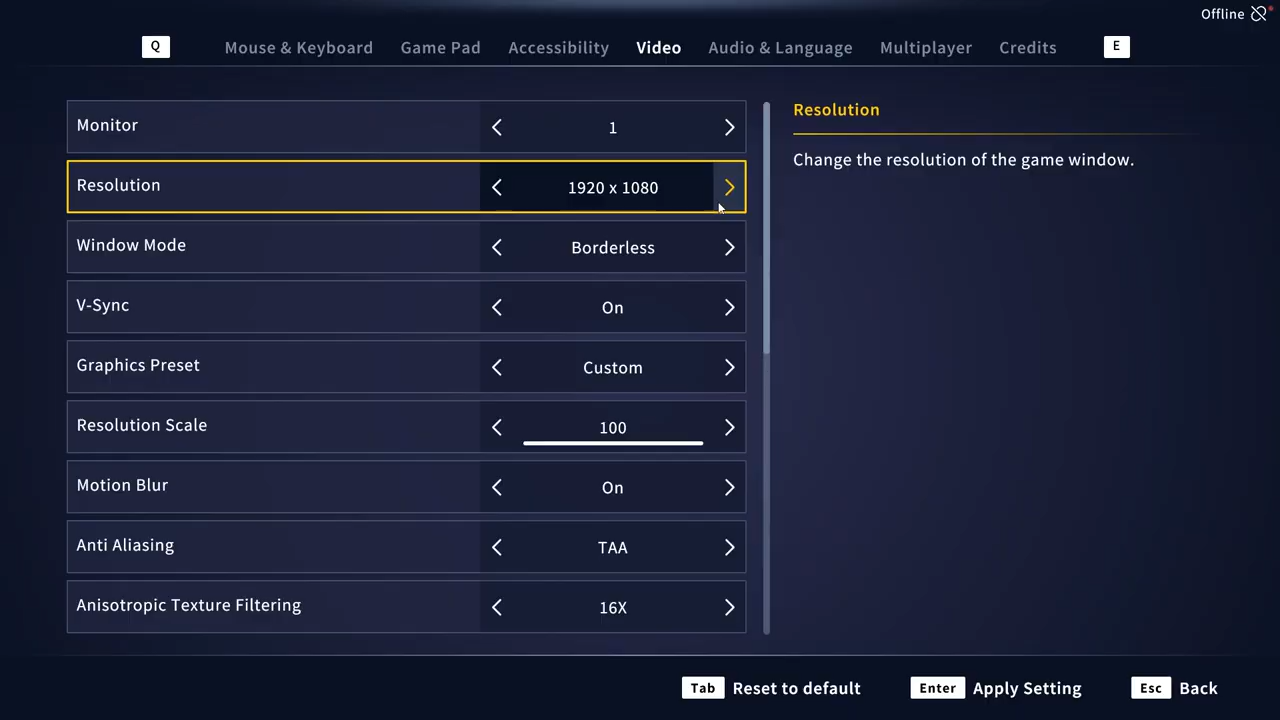 Offline
Q Mouse & Keyboard Game Pad Accessibility Video Audio & Language Multiplayer Credits E
Monitor 1
Resolution 1920 x 1080
Window Mode Borderless
V-Sync On
Graphics Preset Custom
Resolution Scale 100
Motion Blur On
Anti Aliasing TAA
Anisotropic Texture Filtering 16X
Resolution
Change the resolution of the game window.
Tab Reset to default Enter Apply Setting Esc Back